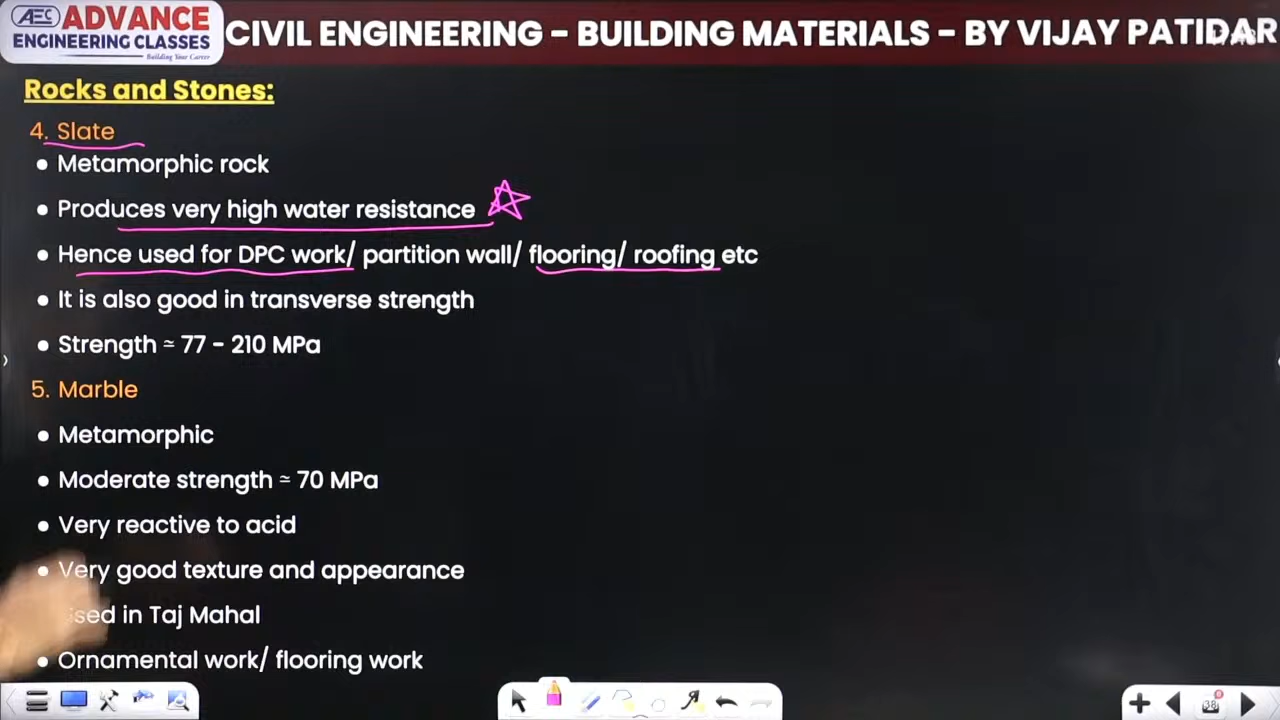 AEC ADVANCE
ENGINEERING CLASSES
Building Your Career
CIVIL ENGINEERING - BUILDING MATERIALS - BY VIJAY PATIDAR
Rocks and Stones:
4. Slate
• Metamorphic rock
• Produces very high water resistance
• Hence used for DPC work/ partition wall/ flooring/ roofing etc
• It is also good in transverse strength
• Strength ≃ 77 - 210 MPa
5. Marble
• Metamorphic
• Moderate strength ≃ 70 MPa
• Very reactive to acid
• Very good texture and appearance
in Taj Mahal
• Ornamental work/ flooring work
38